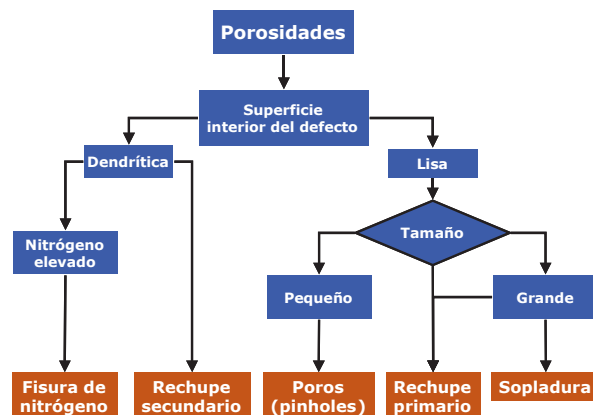 Porosidades
Superficie
interior del defecto
Dendrítica
Lisa
Nitrógeno
elevado
Tamaño
Pequeño
Grande
Fisura de
nitrógeno
Rechupe
secundario
Poros
(pinholes)
Rechupe
primario
Sopladura